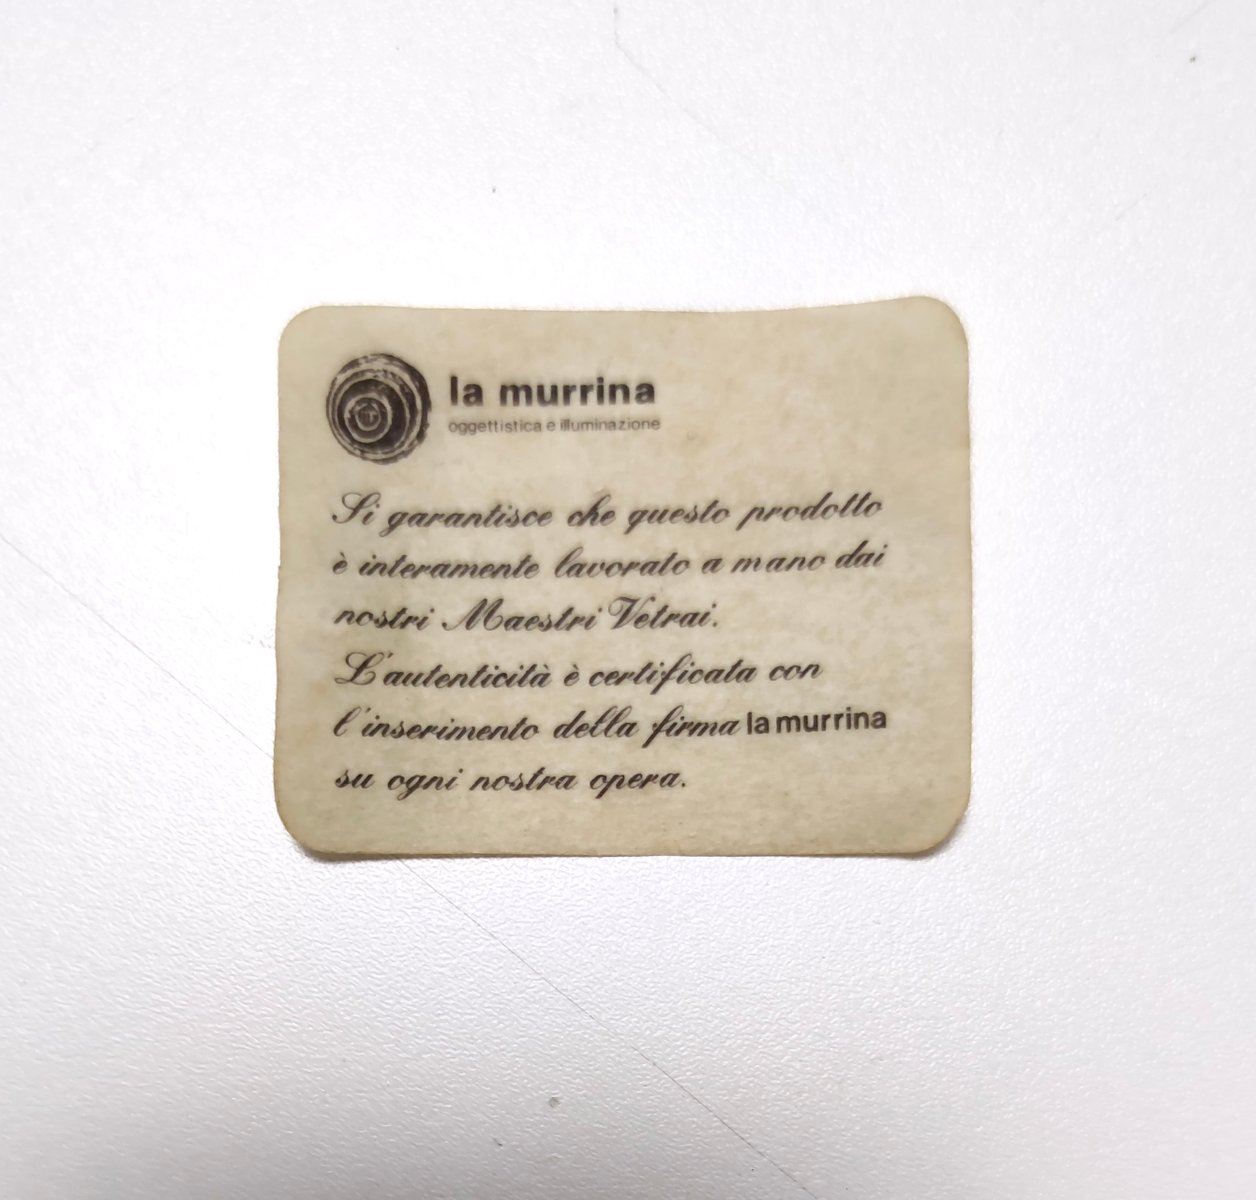 la murrina
oggettistica e illuminazione
Si garantisce che questo prodotto
è interamente lavorato a mano dai
nostri Maestri Vetrai.
L'autenticità è certificata con
l'inserimento della firma la murrina
su ogni nostra opera.